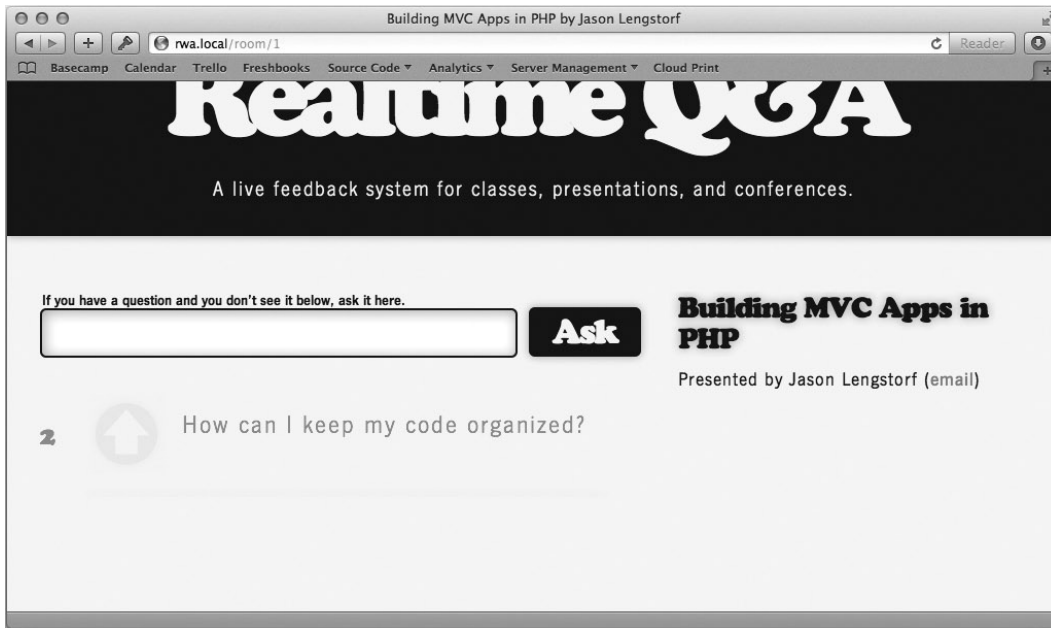 Building MVC Apps in PHP by Jason Lengstorf
rwa.local/room/1
Reader
Basecamp Calendar Trello Freshbooks Source Code Analytics Server Management Cloud Print
Realtime Q&A
A live feedback system for classes, presentations, and conferences.
If you have a question and you don't see it below, ask it here.
Ask
Building MVC Apps in
PHP
Presented by Jason Lengstorf (email)
2
How can I keep my code organized?